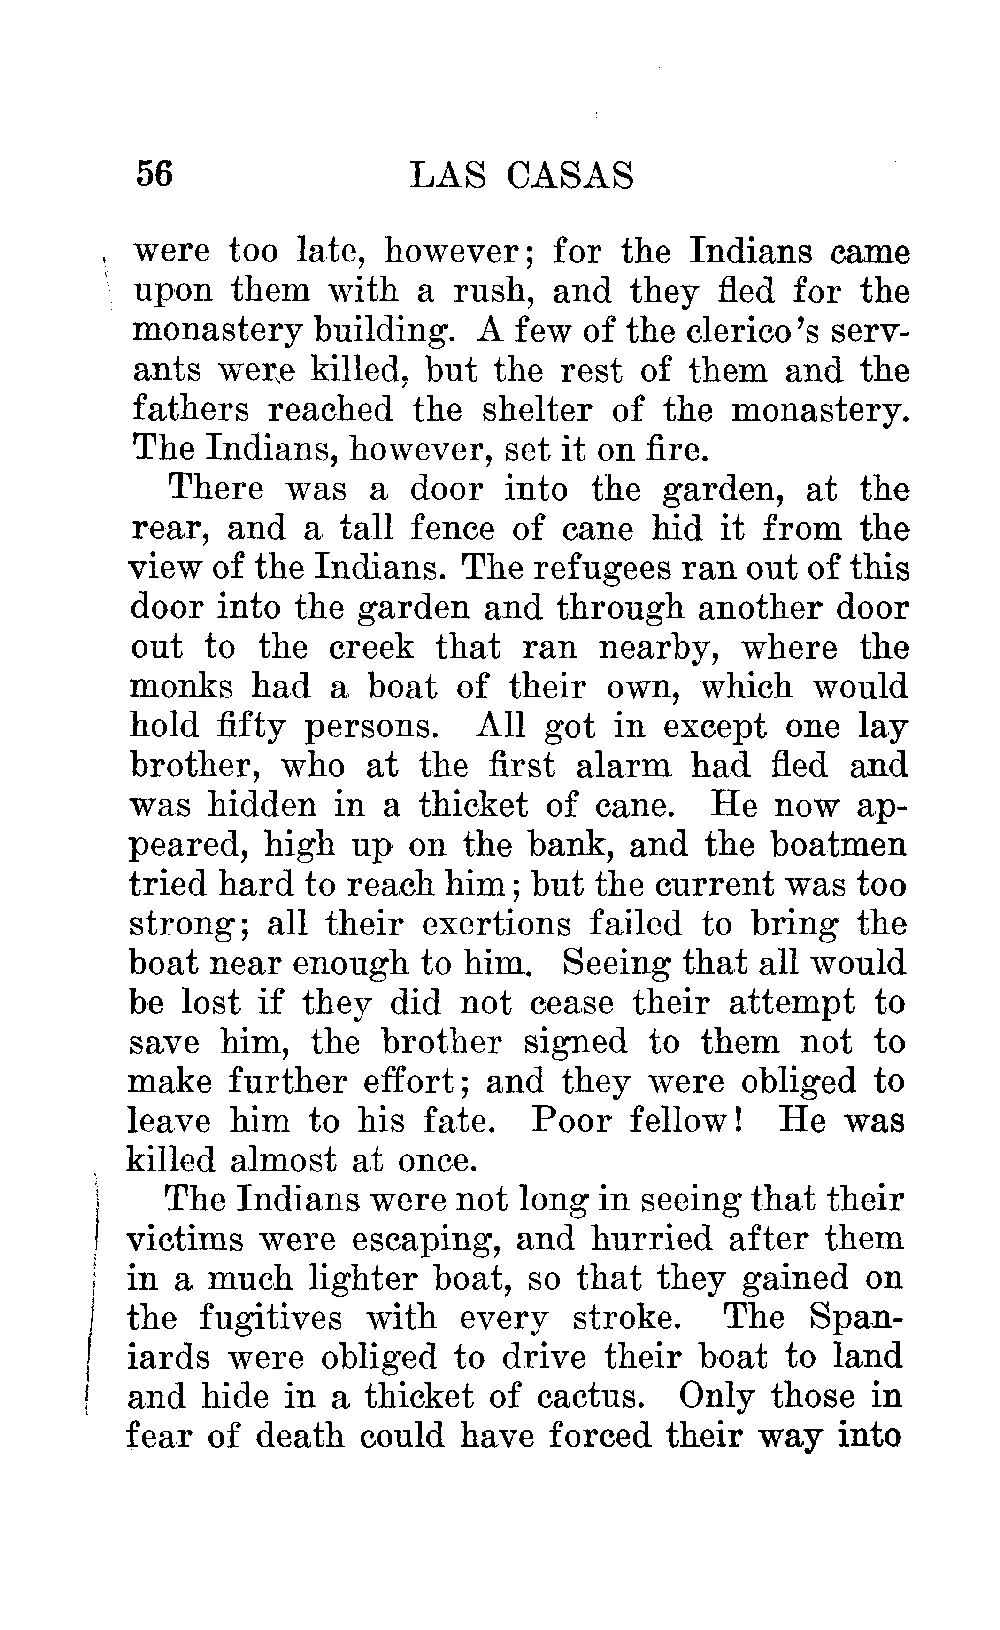 56 LAS CASAS
were too late, however; for the Indians came
upon them with a rush, and they fled for the
monastery building. A few of the clerico's serv-
ants were killed, but the rest of them and the
fathers reached the shelter of the monastery.
The Indians, however, set it on fire.
There was a door into the garden, at the
rear, and a tall fence of cane hid it from the
view of the Indians. The refugees ran out of this
door into the garden and through another door
out to the creek that ran nearby, where the
monks had a boat of their own, which would
hold fifty persons. All got in except one lay
brother, who at the first alarm had fled and
was hidden in a thicket of cane. He now ap-
peared, high up on the bank, and the boatmen
tried hard to reach him; but the current was too
strong; all their exertions failed to bring the
boat near enough to him. Seeing that all would
be lost if they did not cease their attempt to
save him, the brother signed to them not to
make further effort; and they were obliged to
leave him to his fate. Poor fellow! He was
killed almost at once.
The Indians were not long in seeing that their
victims were escaping, and hurried after them
in a much lighter boat, so that they gained on
the fugitives with every stroke. The Span-
iards were obliged to drive their boat to land
and hide in a thicket of cactus. Only those in
fear of death could have forced their way into